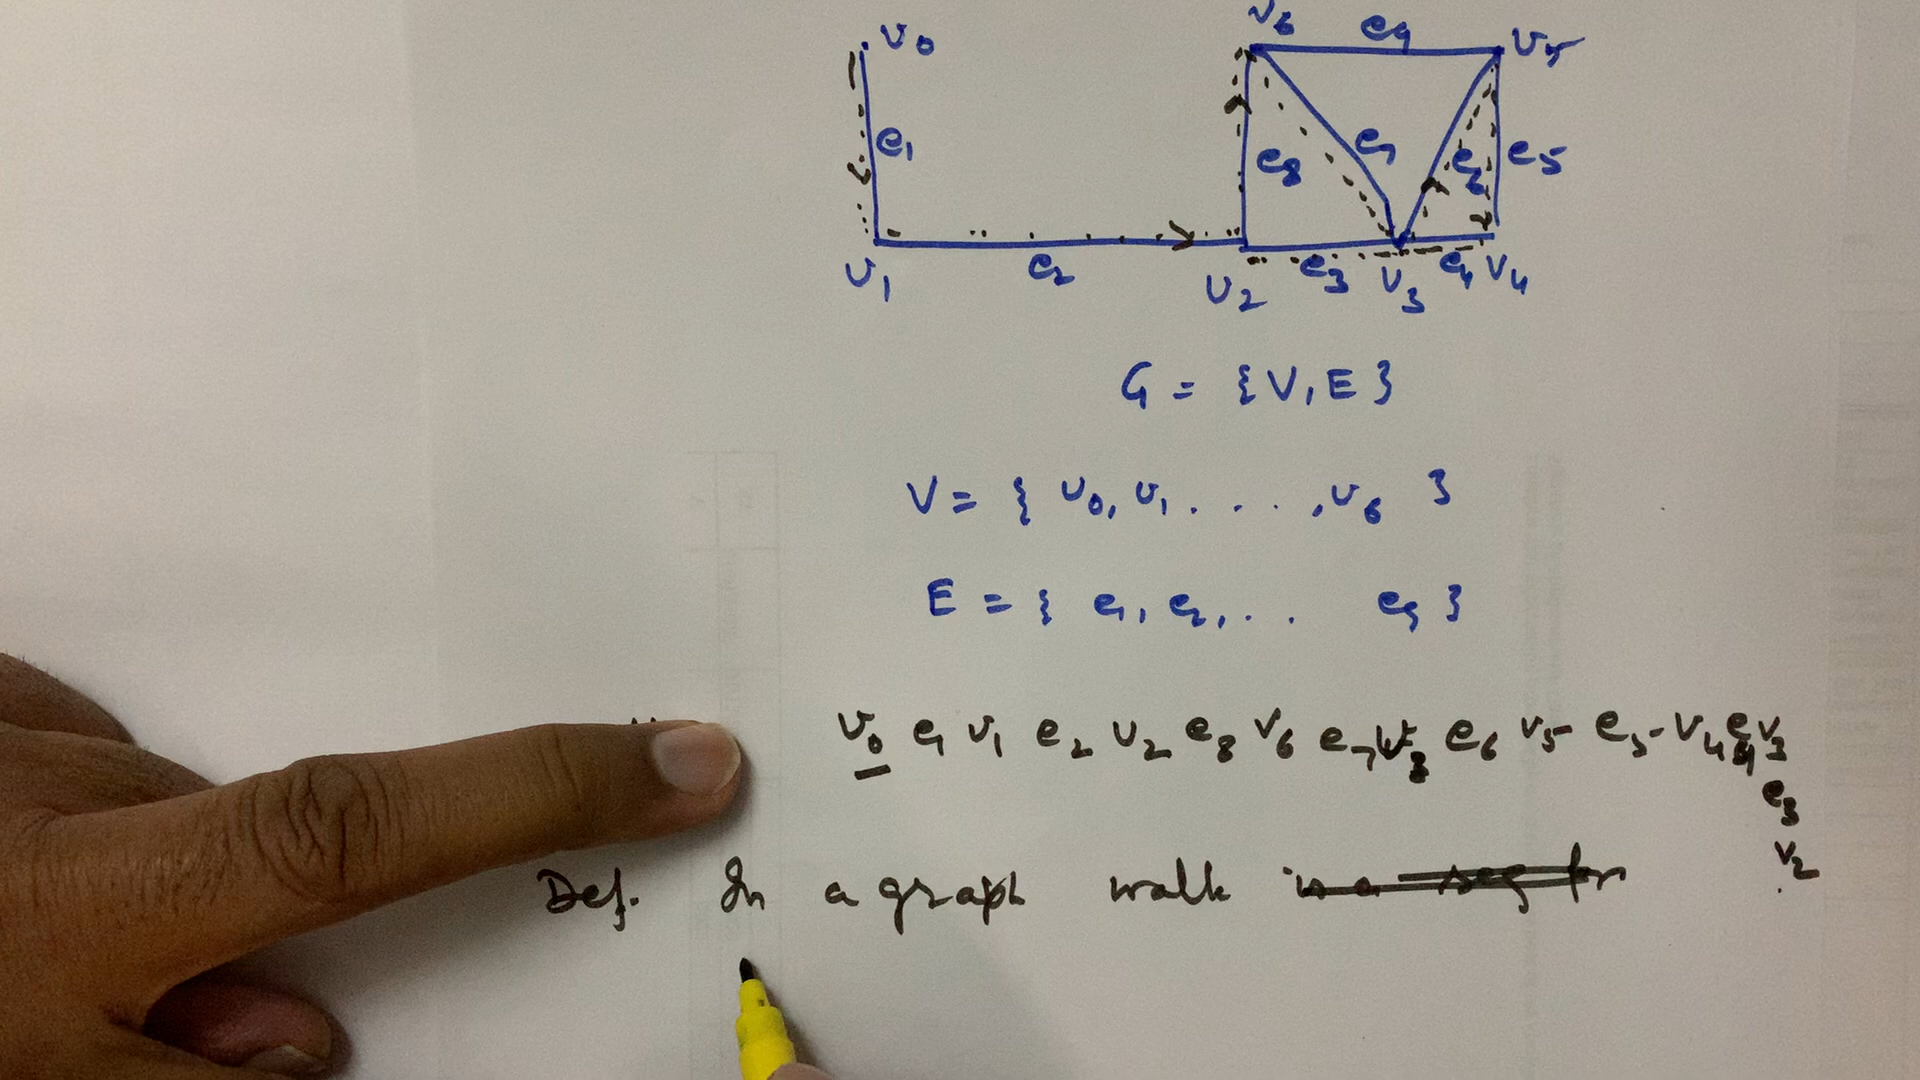 v6 e9 v5
v0
e1 e8 e7 e6 e5
v1 e2 v2 e3 v3 e4 v4
G = {V, E}
V = { v0, v1 . . . . , v6 }
E = { e1, e2, . . . e9 }
v0 e1 v1 e2 v2 e8 v6 e7 v3 e6 v5 e5 v4 e4 v3
e3
v2
Def. In a graph walk